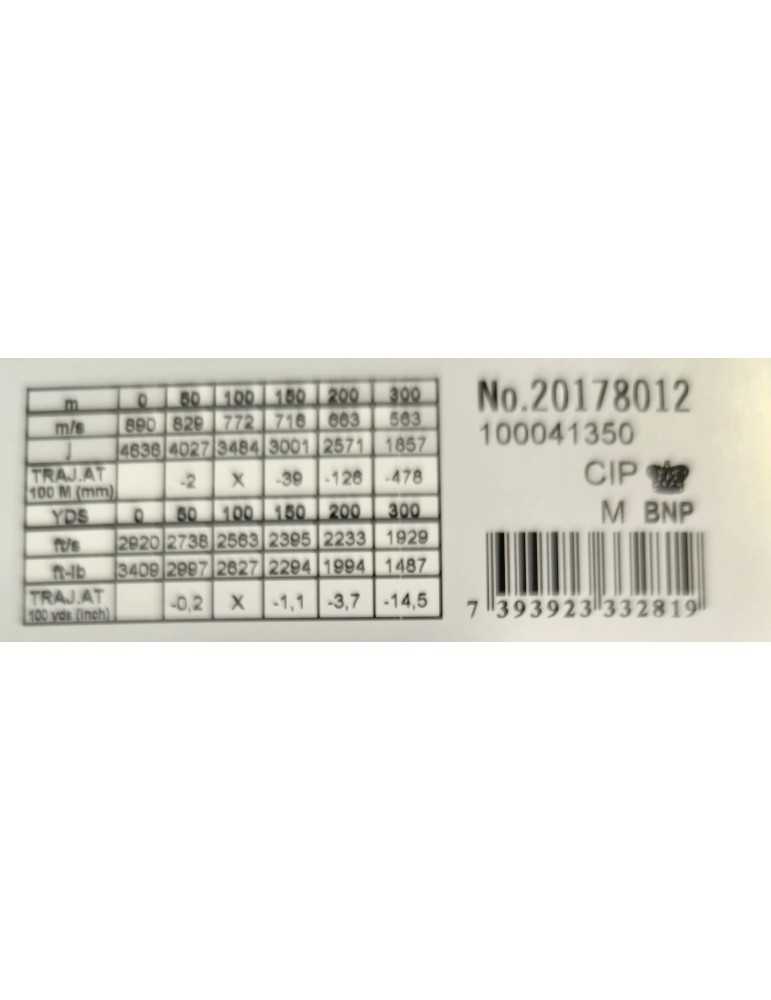 m 0 50 100 150 200 300
m/s 890 829 772 716 663 563
j 4636 4027 3484 3001 2571 1857
TRAJ.AT
100 M (mm) -2 X -39 -126 -478
YDS 0 50 100 150 200 300
ft/s 2920 2738 2563 2395 2233 1929
ft-lb 3409 2997 2627 2294 1994 1487
TRAJ.AT
100 yds (inch) -0,2 X -1,1 -3,7 -14,5
No.20178012
100041350
CIP
M BNP
7 393923 332819